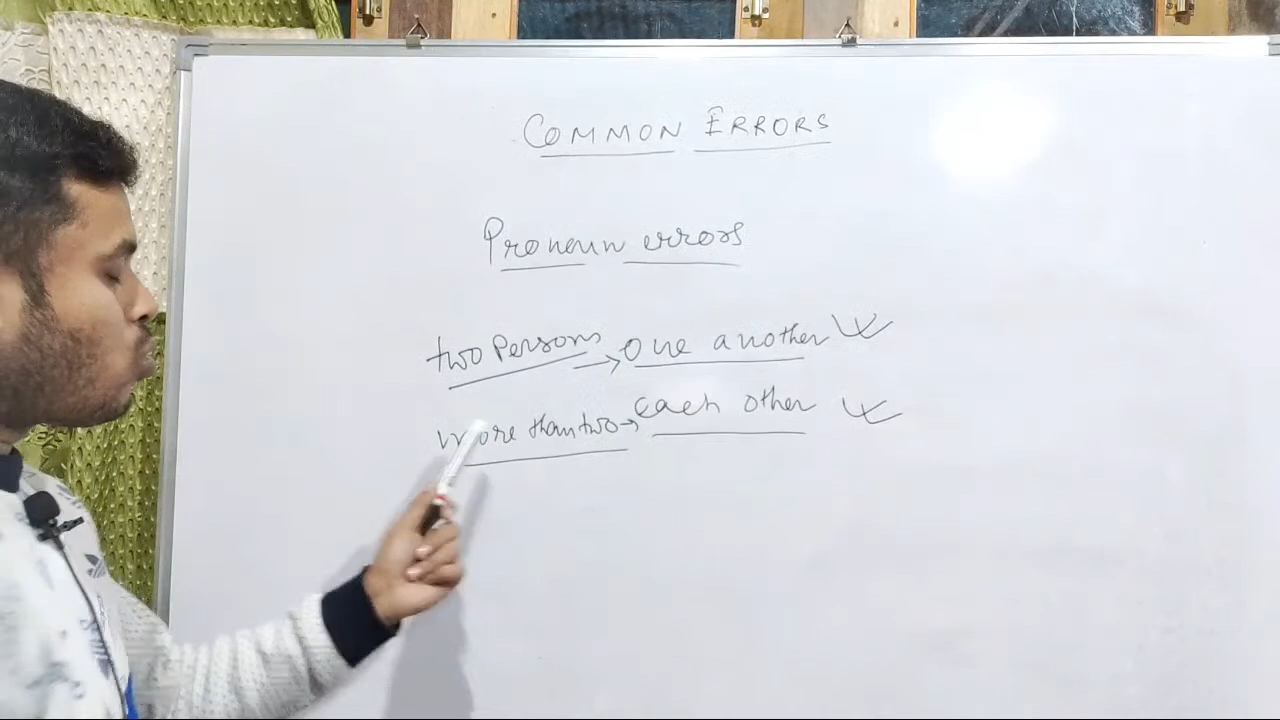 COMMON ERRORS
Pronoun errors
two Persons → one another
more than two → each other